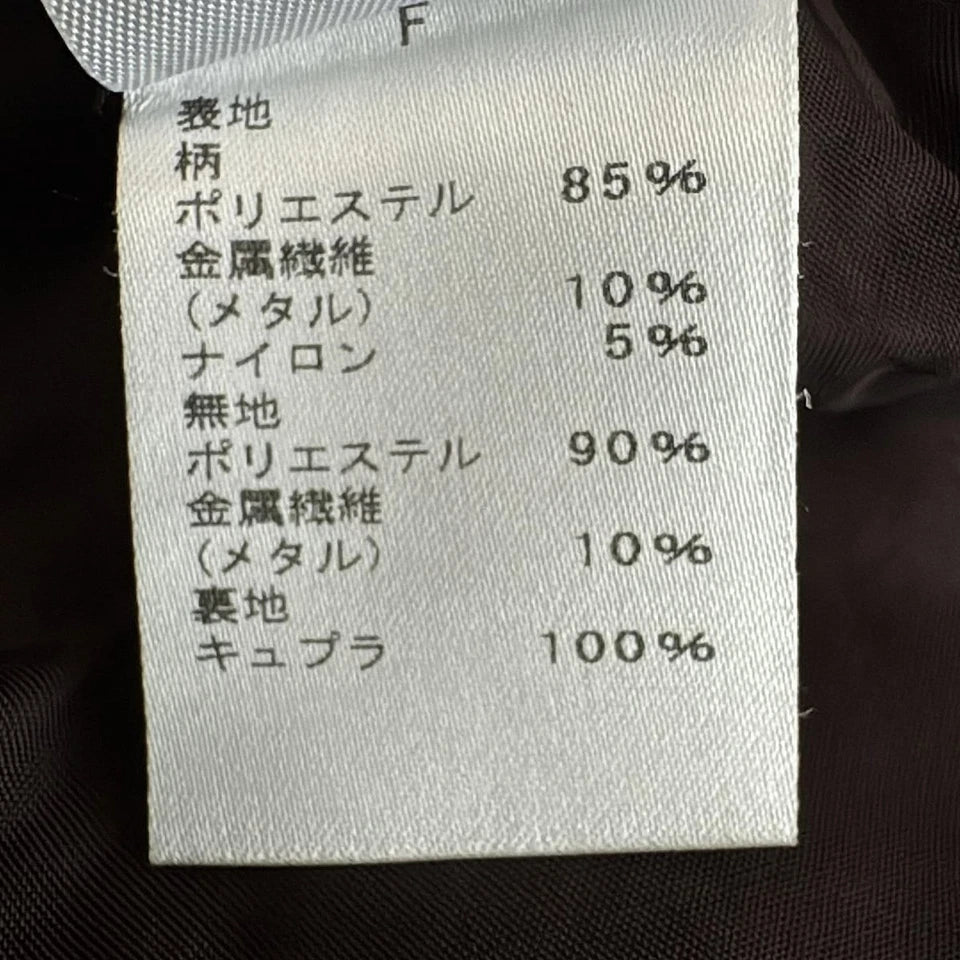 F
表地
柄
ポリエステル 85%
金属繊維
(メタル) 10%
ナイロン 5%
無地
ポリエステル 90%
金属繊維
(メタル) 10%
裏地
キュプラ 100%